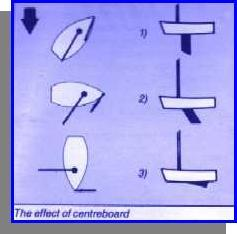 1)
2)
3)
The effect of centreboard